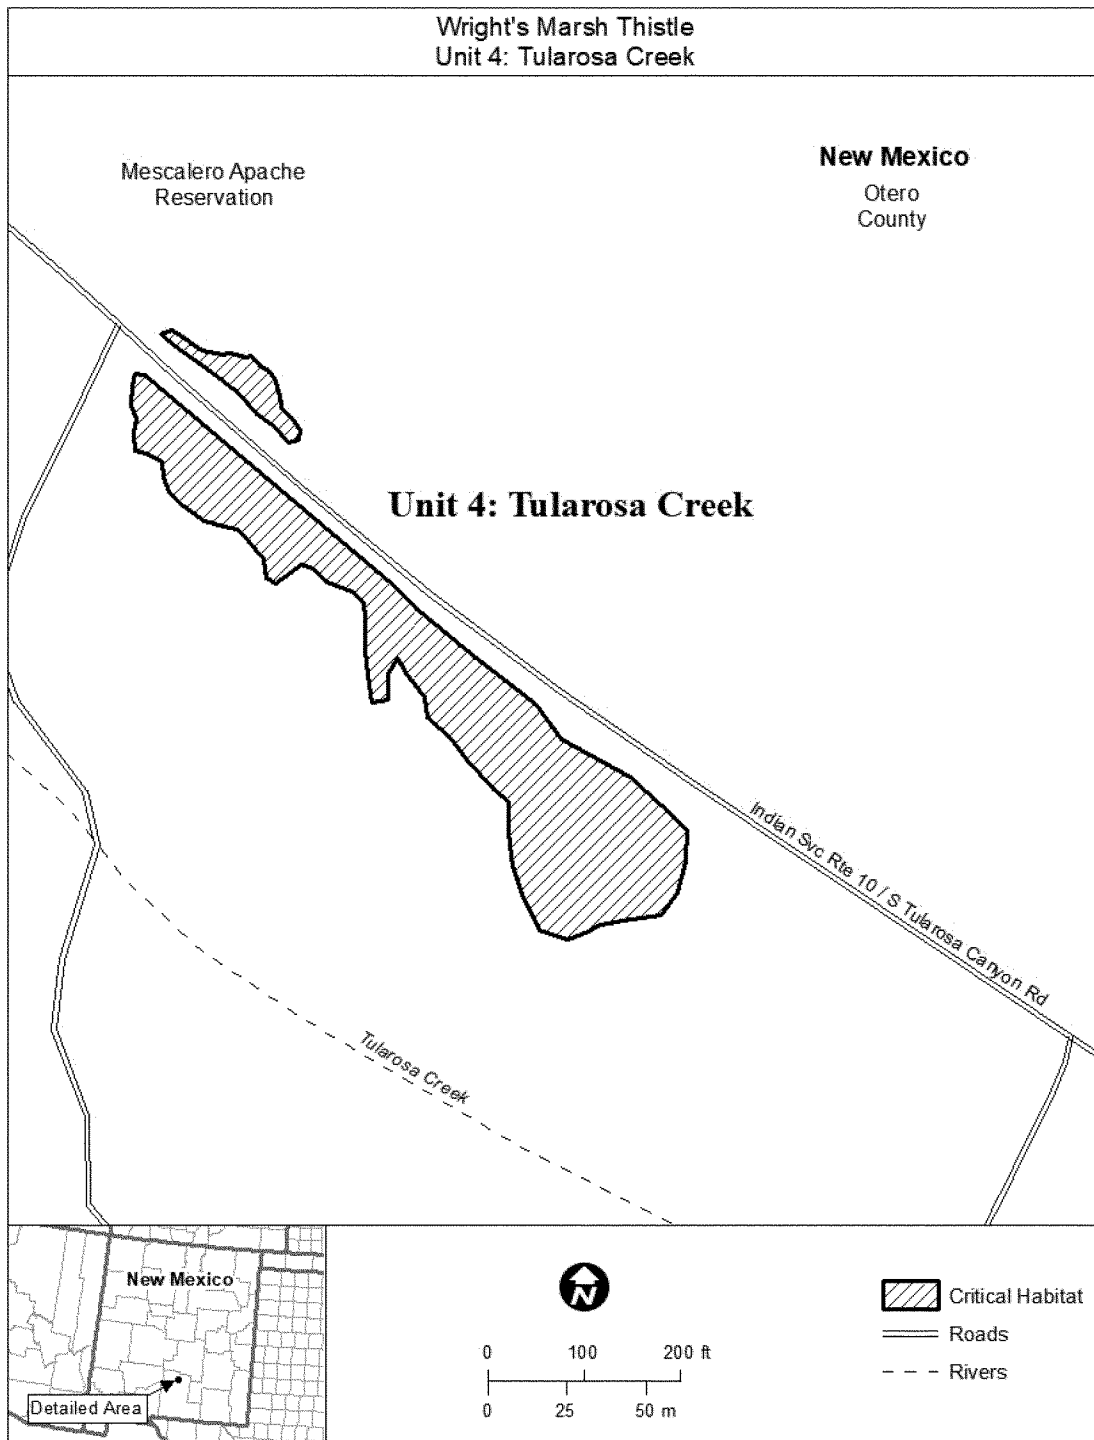 Wright's Marsh Thistle
Unit 4: Tularosa Creek
Mescalero Apache
Reservation
New Mexico
Otero
County
Unit 4: Tularosa Creek
Indian Svc Rte 10 / S Tularosa Canyon Rd
Tularosa Creek
New Mexico
Detailed Area
N
0 100 200 ft
0 25 50 m
Critical Habitat
Roads
Rivers